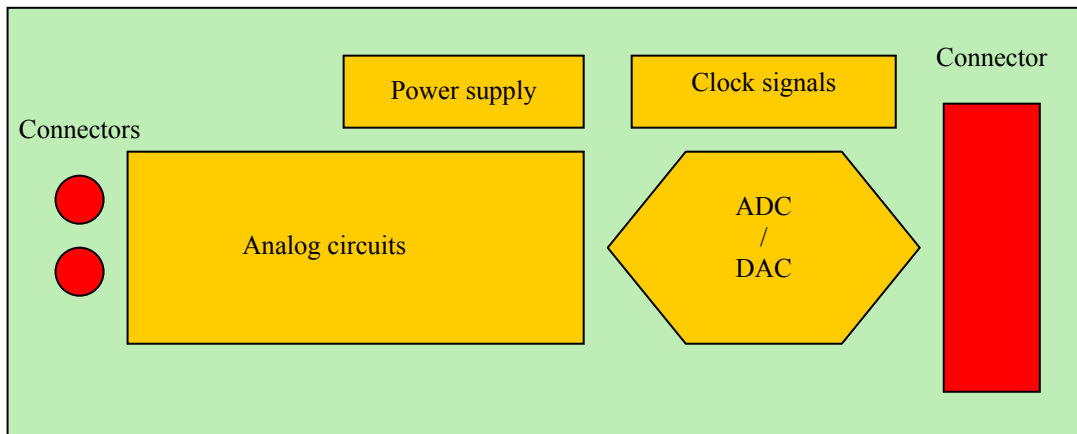 Connector
Power supply
Clock signals
Connectors
Analog circuits
ADC
/
DAC